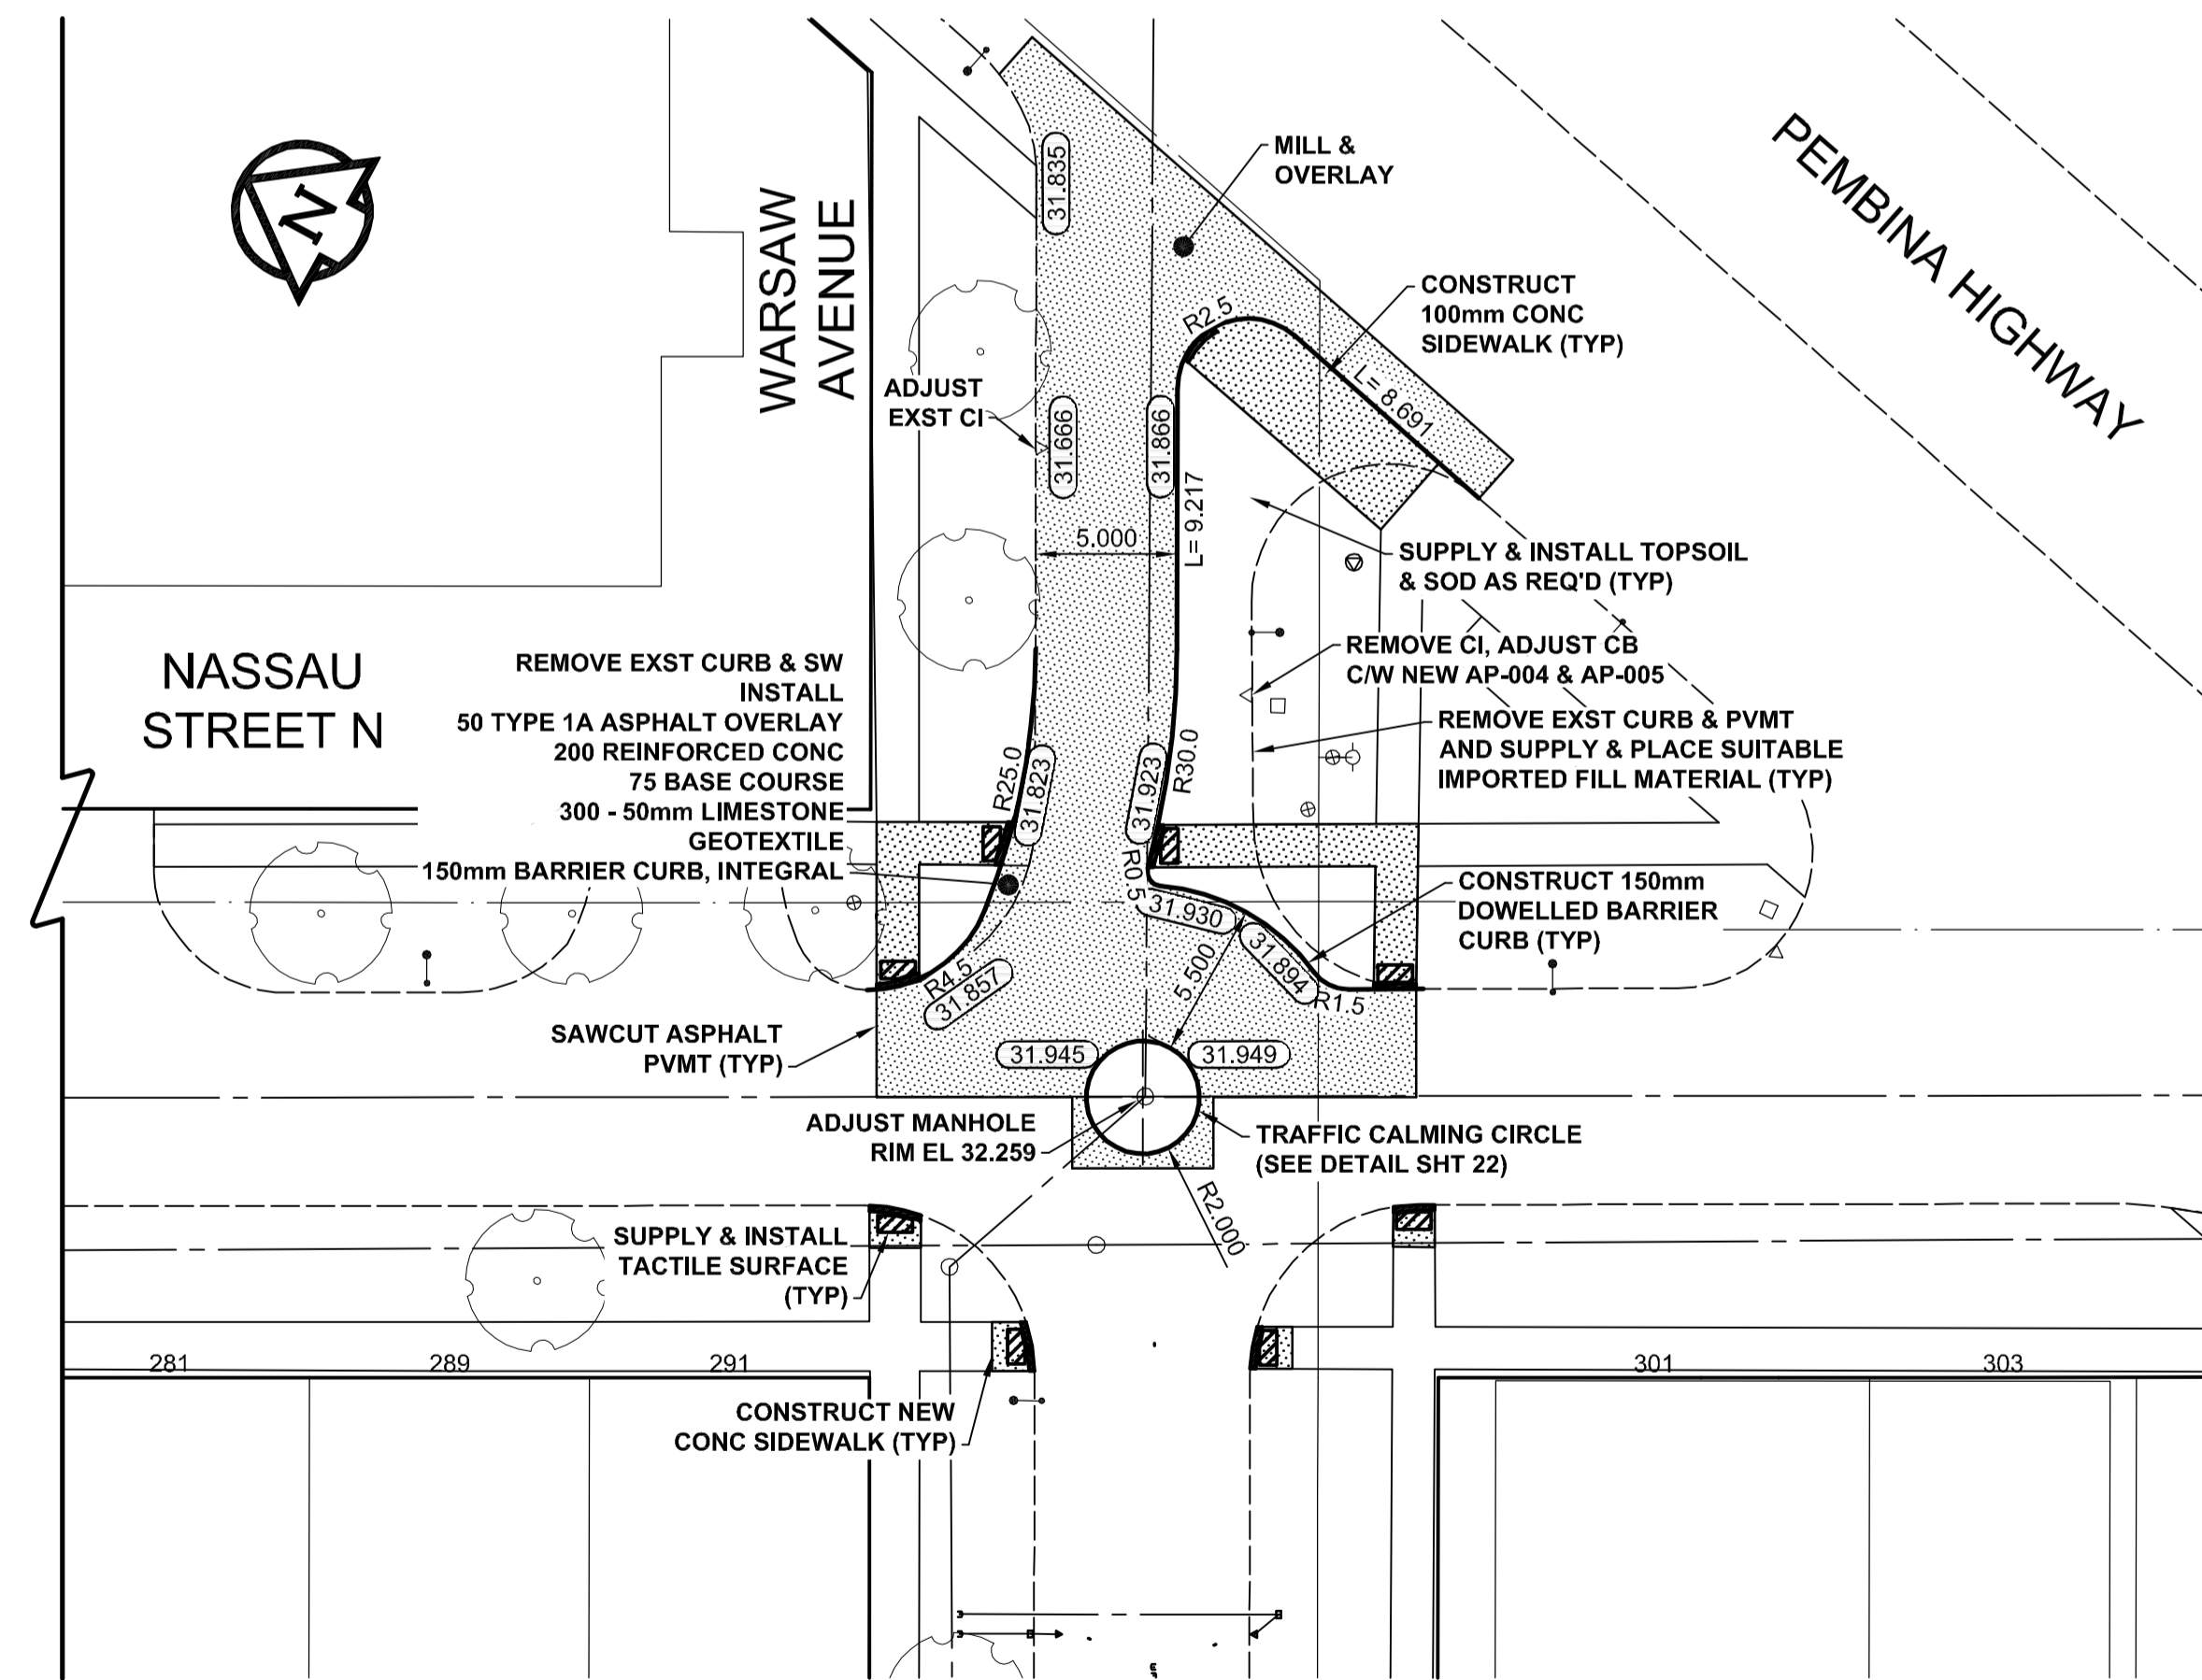 N
WARSAW
AVENUE
PEMBINA HIGHWAY
NASSAU
STREET N
MILL &
OVERLAY
31.835
CONSTRUCT
100mm CONC
SIDEWALK (TYP)
R2.5
L= 8.691
ADJUST
EXST CI
31.666
31.866
L= 9.217
5.000
SUPPLY & INSTALL TOPSOIL
& SOD AS REQ'D (TYP)
REMOVE CI, ADJUST CB
C/W NEW AP-004 & AP-005
REMOVE EXST CURB & PVMT
AND SUPPLY & PLACE SUITABLE
IMPORTED FILL MATERIAL (TYP)
REMOVE EXST CURB & SW
INSTALL
50 TYPE 1A ASPHALT OVERLAY
200 REINFORCED CONC
75 BASE COURSE
300 - 50mm LIMESTONE
GEOTEXTILE
150mm BARRIER CURB, INTEGRAL
R25.0
31.823
31.923
R30.0
R0.5
31.930
31.894
5.500
R1.5
CONSTRUCT 150mm
DOWELLED BARRIER
CURB (TYP)
R4.5
31.857
SAWCUT ASPHALT
PVMT (TYP)
31.945
31.949
ADJUST MANHOLE
RIM EL 32.259
TRAFFIC CALMING CIRCLE
(SEE DETAIL SHT 22)
R2.000
SUPPLY & INSTALL
TACTILE SURFACE
(TYP)
281
289
291
301
303
CONSTRUCT NEW
CONC SIDEWALK (TYP)